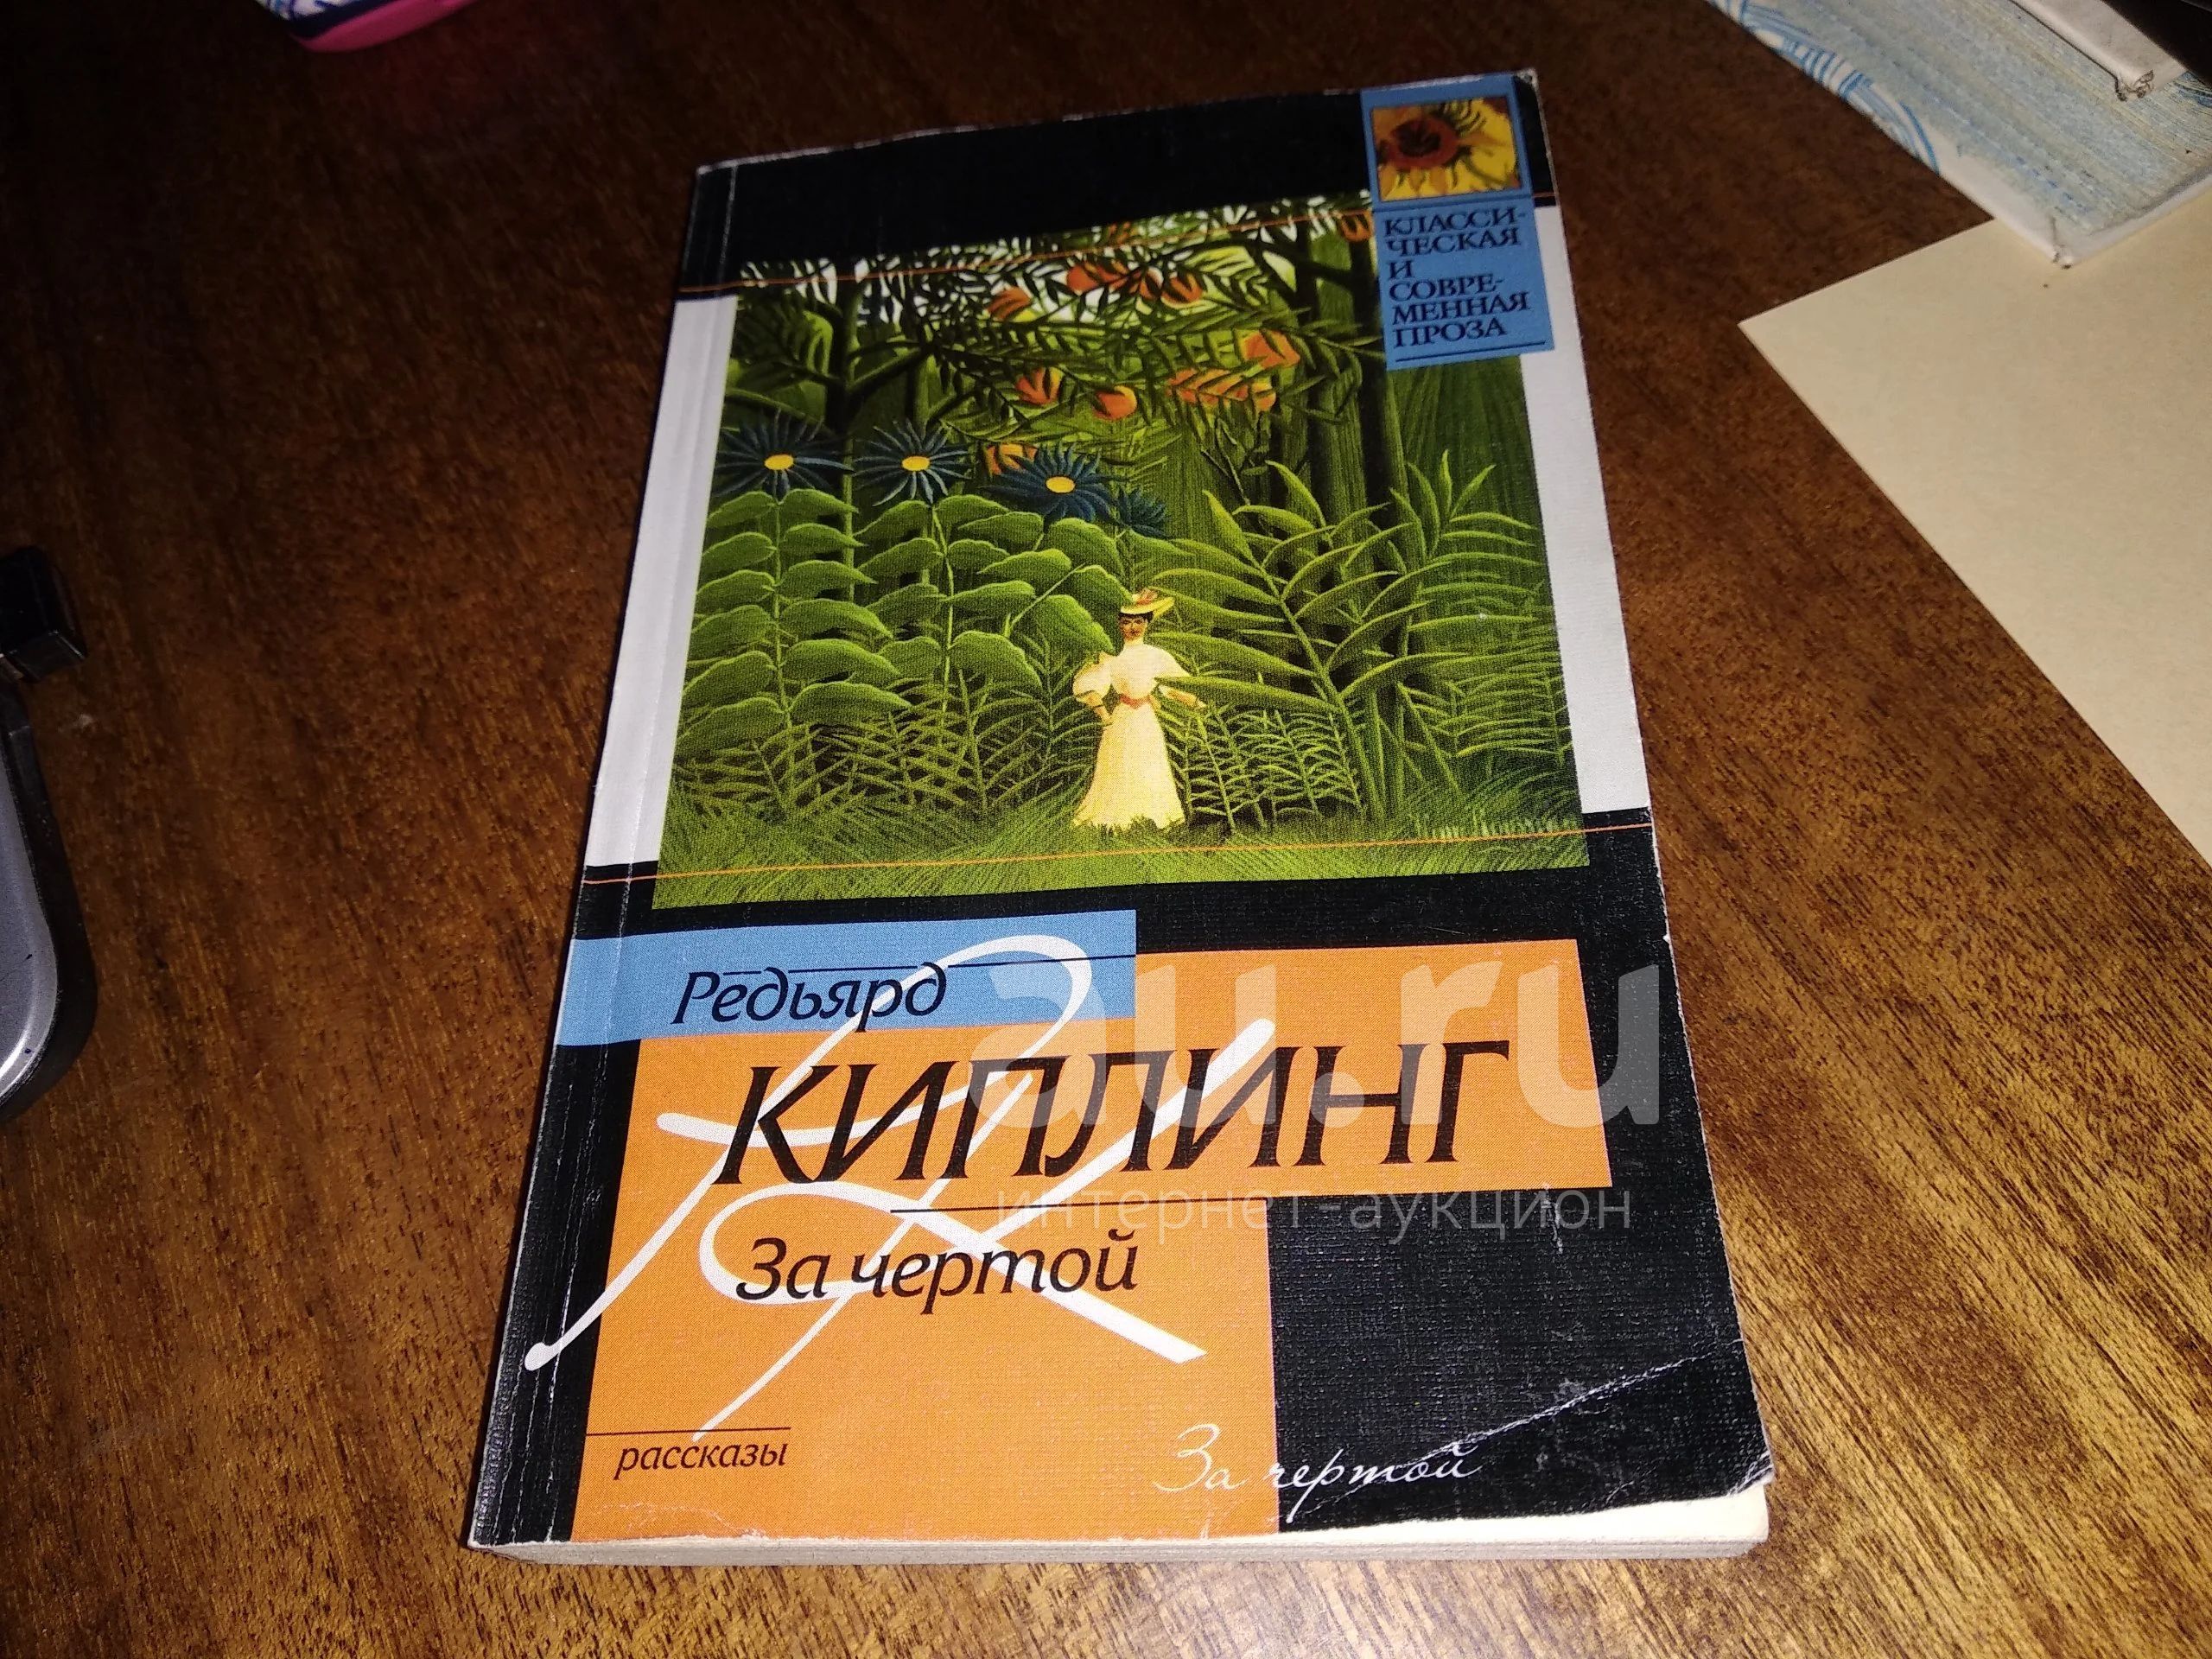 КЛАССИ-
ЧЕСКАЯ
И
СОВРЕ-
МЕННАЯ
ПРОЗА
Редьярд
КИПЛИНГ
За чертой
рассказы
За чертой
au.ru
интернет-аукцион